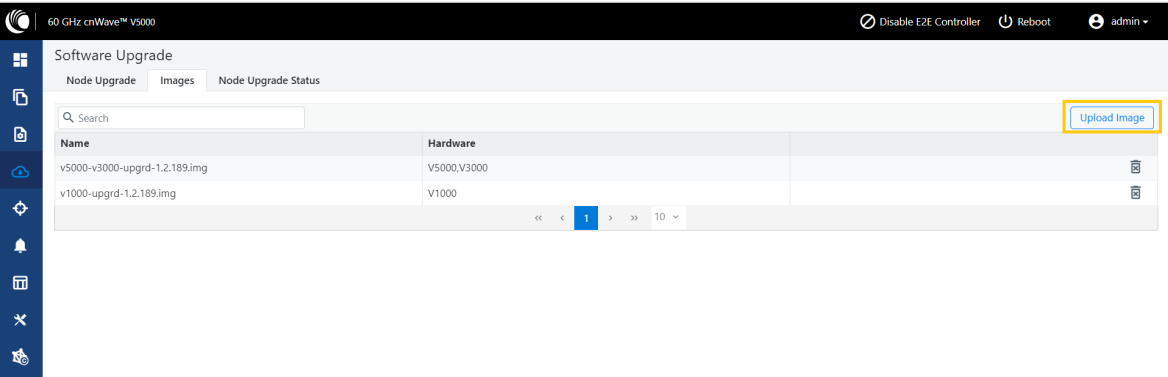 60 GHz cnWave™ V5000 Disable E2E Controller Reboot admin
Software Upgrade
Node Upgrade Images Node Upgrade Status
Search Upload Image
Name Hardware
v5000-v3000-upgrd-1.2.189.img V5000,V3000
v1000-upgrd-1.2.189.img V1000
« ‹ 1 › » 10